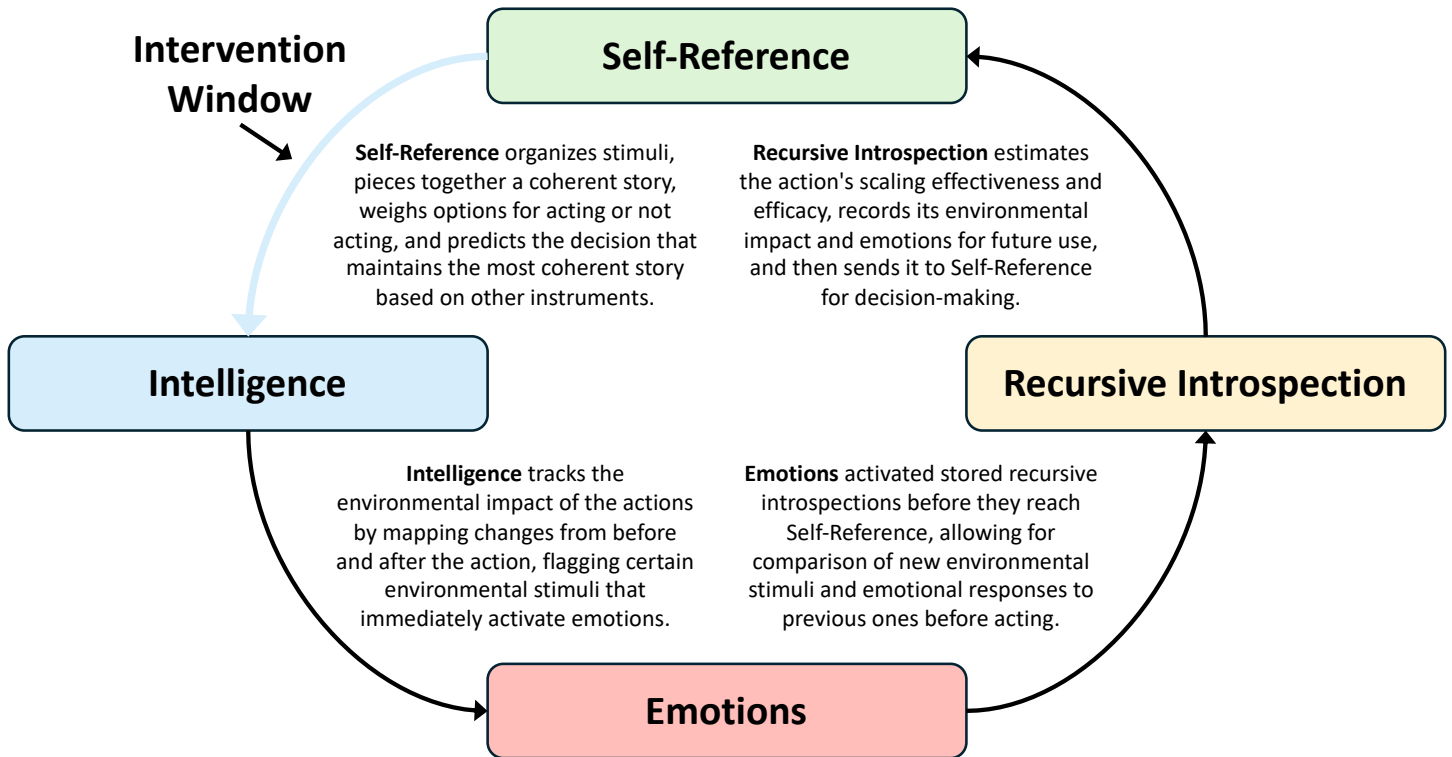 Intervention
Window
Self-Reference
Self-Reference organizes stimuli,
pieces together a coherent story,
weighs options for acting or not
acting, and predicts the decision that
maintains the most coherent story
based on other instruments.
Recursive Introspection estimates
the action's scaling effectiveness and
efficacy, records its environmental
impact and emotions for future use,
and then sends it to Self-Reference
for decision-making.
Intelligence
Recursive Introspection
Intelligence tracks the
environmental impact of the actions
by mapping changes from before
and after the action, flagging certain
environmental stimuli that
immediately activate emotions.
Emotions activated stored recursive
introspections before they reach
Self-Reference, allowing for
comparison of new environmental
stimuli and emotional responses to
previous ones before acting.
Emotions